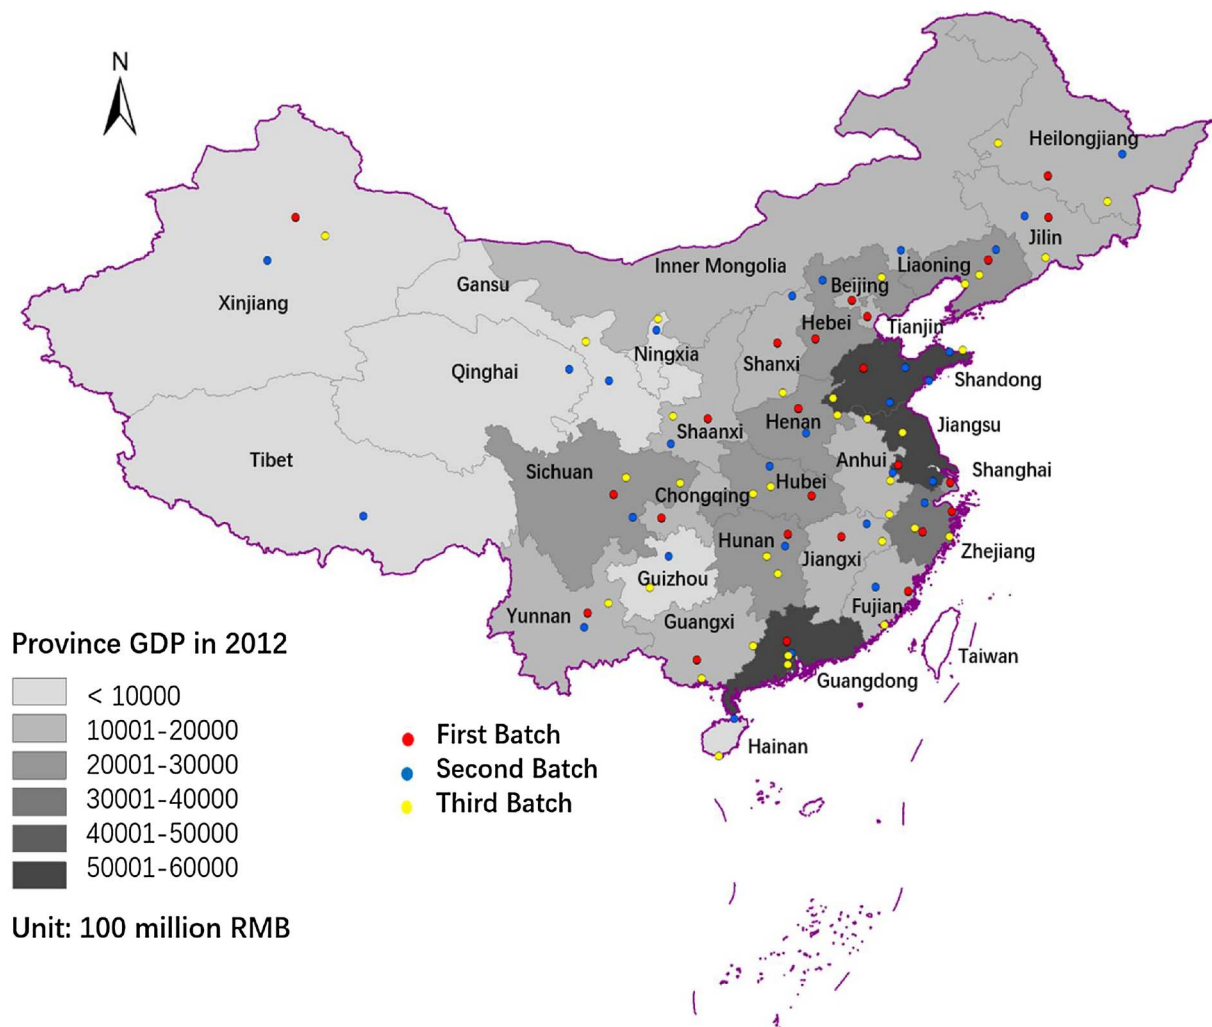 N
Heilongjiang
Jilin
Liaoning
Inner Mongolia
Beijing
Gansu
Xinjiang
Hebei
Tianjin
Ningxia
Shanxi
Qinghai
Shandong
Henan
Jiangsu
Shaanxi
Tibet
Anhui
Shanghai
Sichuan
Hubei
Chongqing
Hunan
Zhejiang
Jiangxi
Guizhou
Fujian
Yunnan
Guangxi
Taiwan
Guangdong
Hainan
Province GDP in 2012
< 10000
10001-20000
20001-30000
30001-40000
40001-50000
50001-60000
Unit: 100 million RMB
First Batch
Second Batch
Third Batch